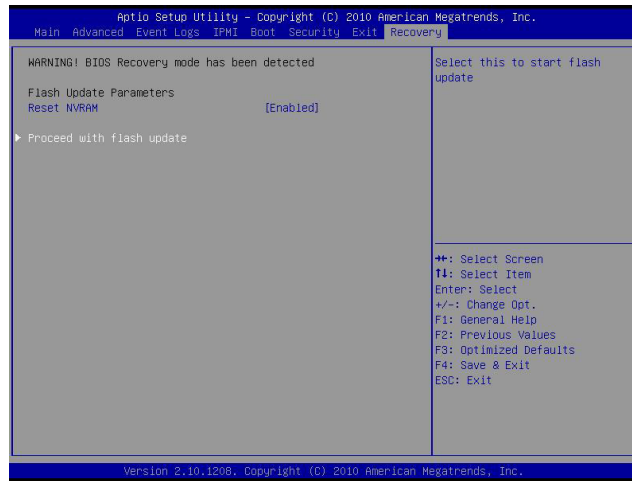 Aptio Setup Utility - Copyright (C) 2010 American Megatrends, Inc.
Main Advanced Event Logs IPMI Boot Security Exit Recovery
WARNING! BIOS Recovery mode has been detected
Flash Update Parameters
Reset NVRAM [Enabled]
Proceed with flash update
Select this to start flash
update
→←: Select Screen
↑↓: Select Item
Enter: Select
+/-: Change Opt.
F1: General Help
F2: Previous Values
F3: Optimized Defaults
F4: Save & Exit
ESC: Exit
Version 2.10.1208. Copyright (C) 2010 American Megatrends, Inc.